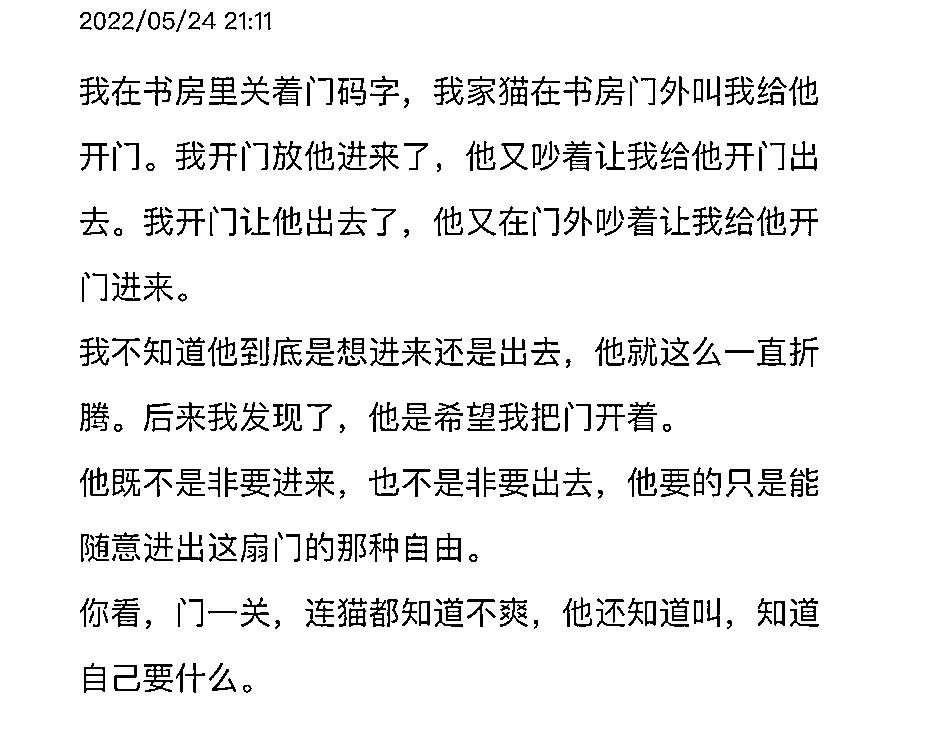 2022/05/24 21:11
我在书房里关着门码字，我家猫在书房门外叫我给他
开门。我开门放他进来了，他又吵着让我给他开门出
去。我开门让他出去了，他又在门外吵着让我给他开
门进来。
我不知道他到底是想进来还是出去，他就这么一直折
腾。后来我发现了，他是希望我把门开着。
他既不是非要进来，也不是非要出去，他要的只是能
随意进出这扇门的那种自由。
你看，门一关，连猫都知道不爽，他还知道叫，知道
自己要什么。